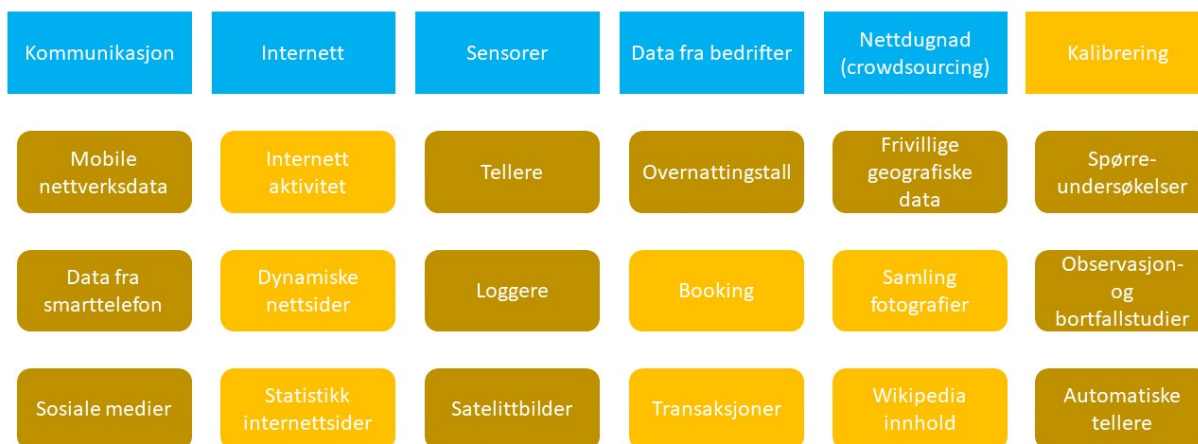 Kommunikasjon
Internett
Sensorer
Data fra bedrifter
Nettdugnad
(crowdsourcing)
Kalibrering
Mobile
nettverksdata
Internett
aktivitet
Tellere
Overnattingstall
Frivillige
geografiske
data
Spørre-
undersøkelser
Data fra
smarttelefon
Dynamiske
nettsider
Loggere
Booking
Samling
fotografier
Observasjon-
og
bortfallstudier
Sosiale medier
Statistikk
internettsider
Satelittbilder
Transaksjoner
Wikipedia
innhold
Automatiske
tellere